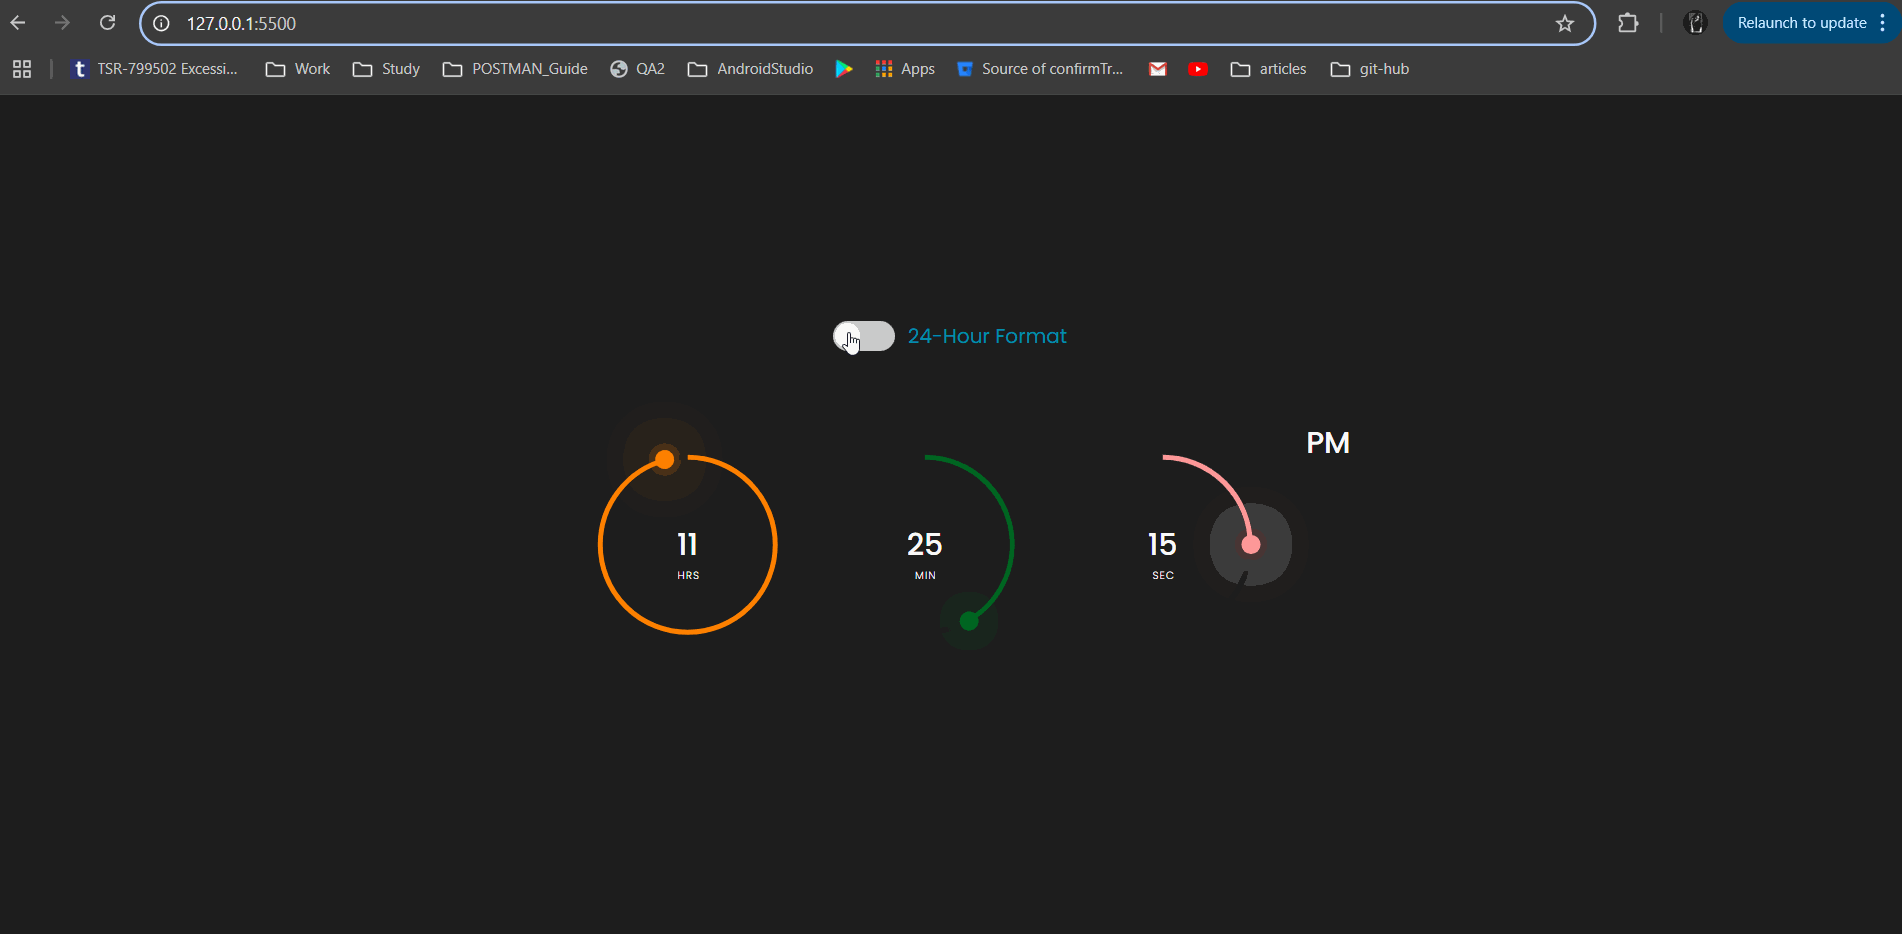 127.0.0.1:5500
Relaunch to update
t TSR-799502 Excessi... Work Study POSTMAN_Guide QA2 AndroidStudio Apps Source of confirmTr... articles git-hub
24-Hour Format
PM
11 25 15
HRS MIN SEC